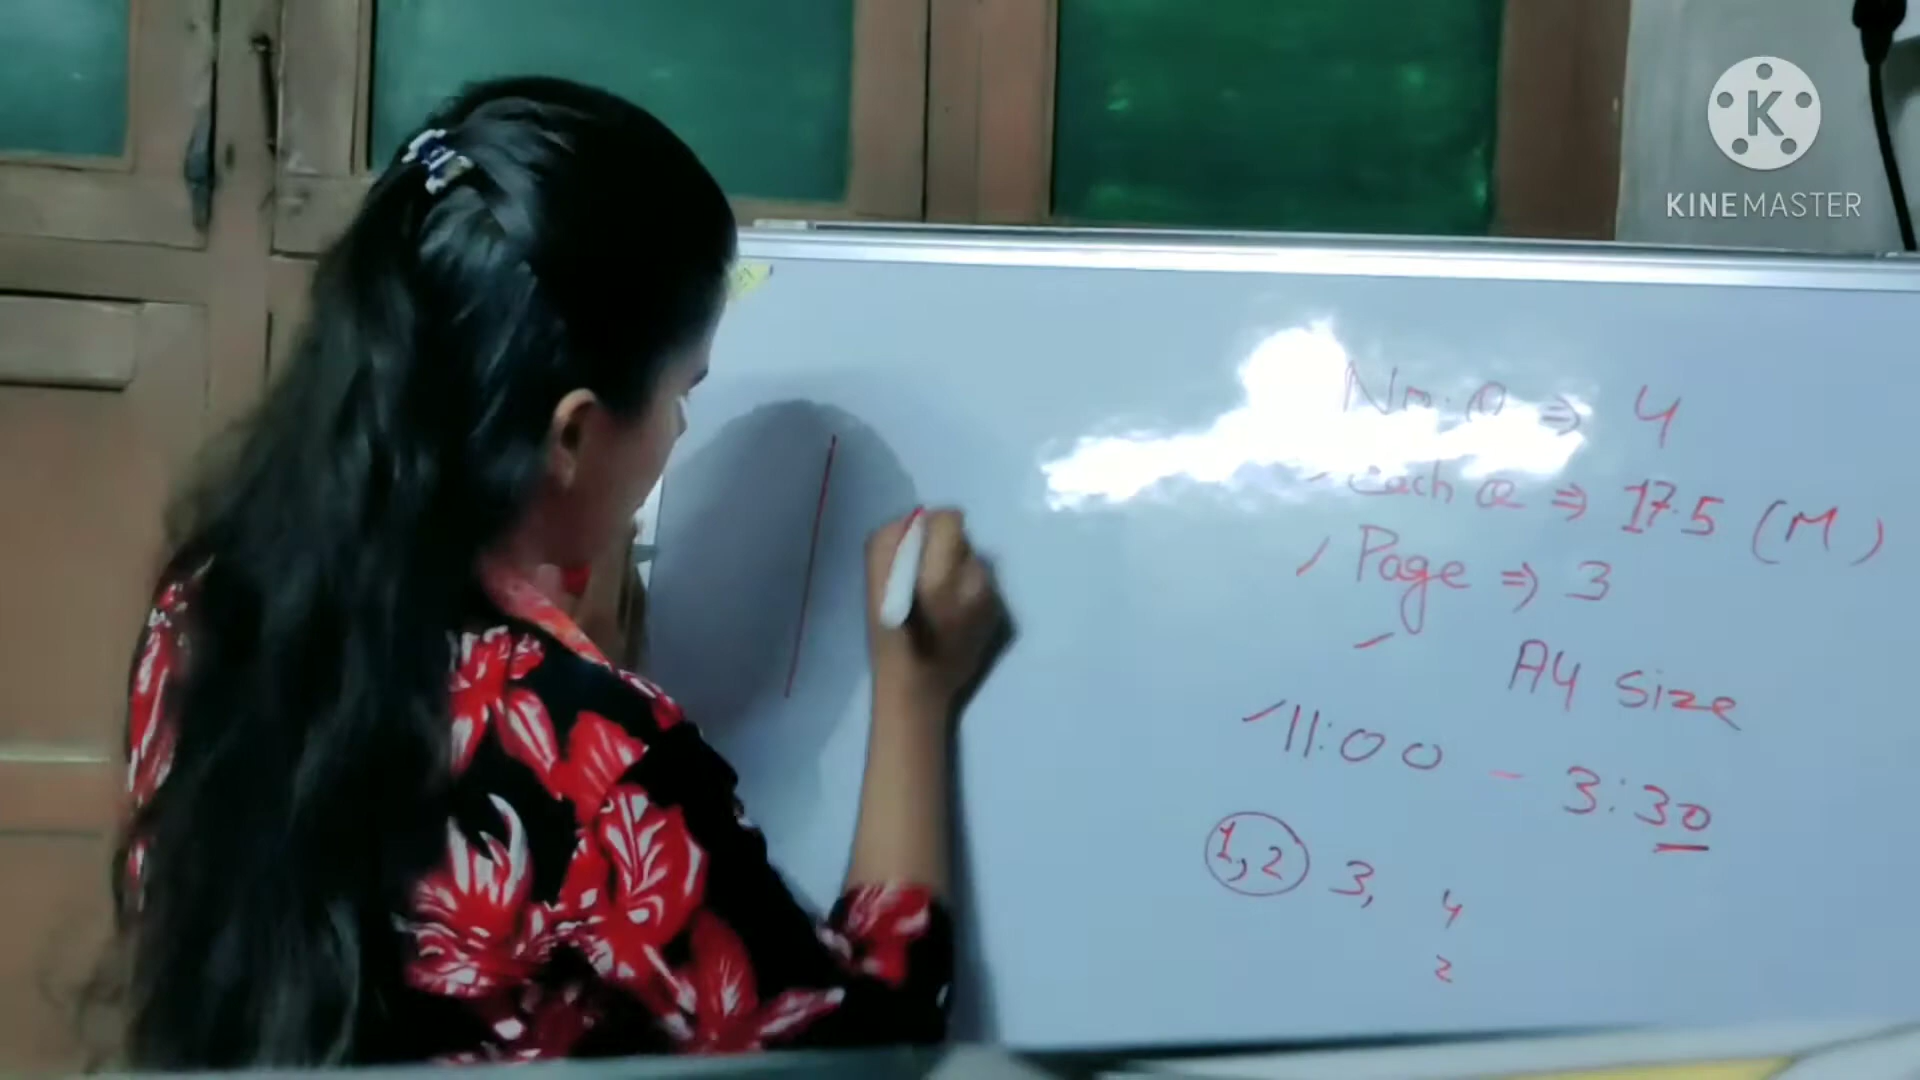 K
KINEMASTER
No. Q ⇒ 4
Each Q ⇒ 17.5 (M)
Page ⇒ 3
A4 Size
11:00 - 3:30
1,2 3, 4
2